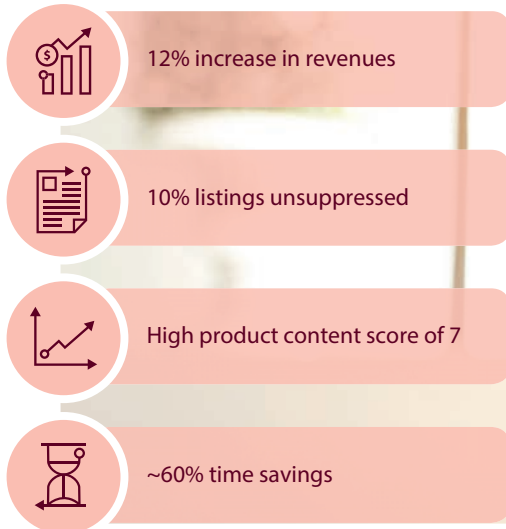 $
12% increase in revenues
10% listings unsuppressed
High product content score of 7
~60% time savings